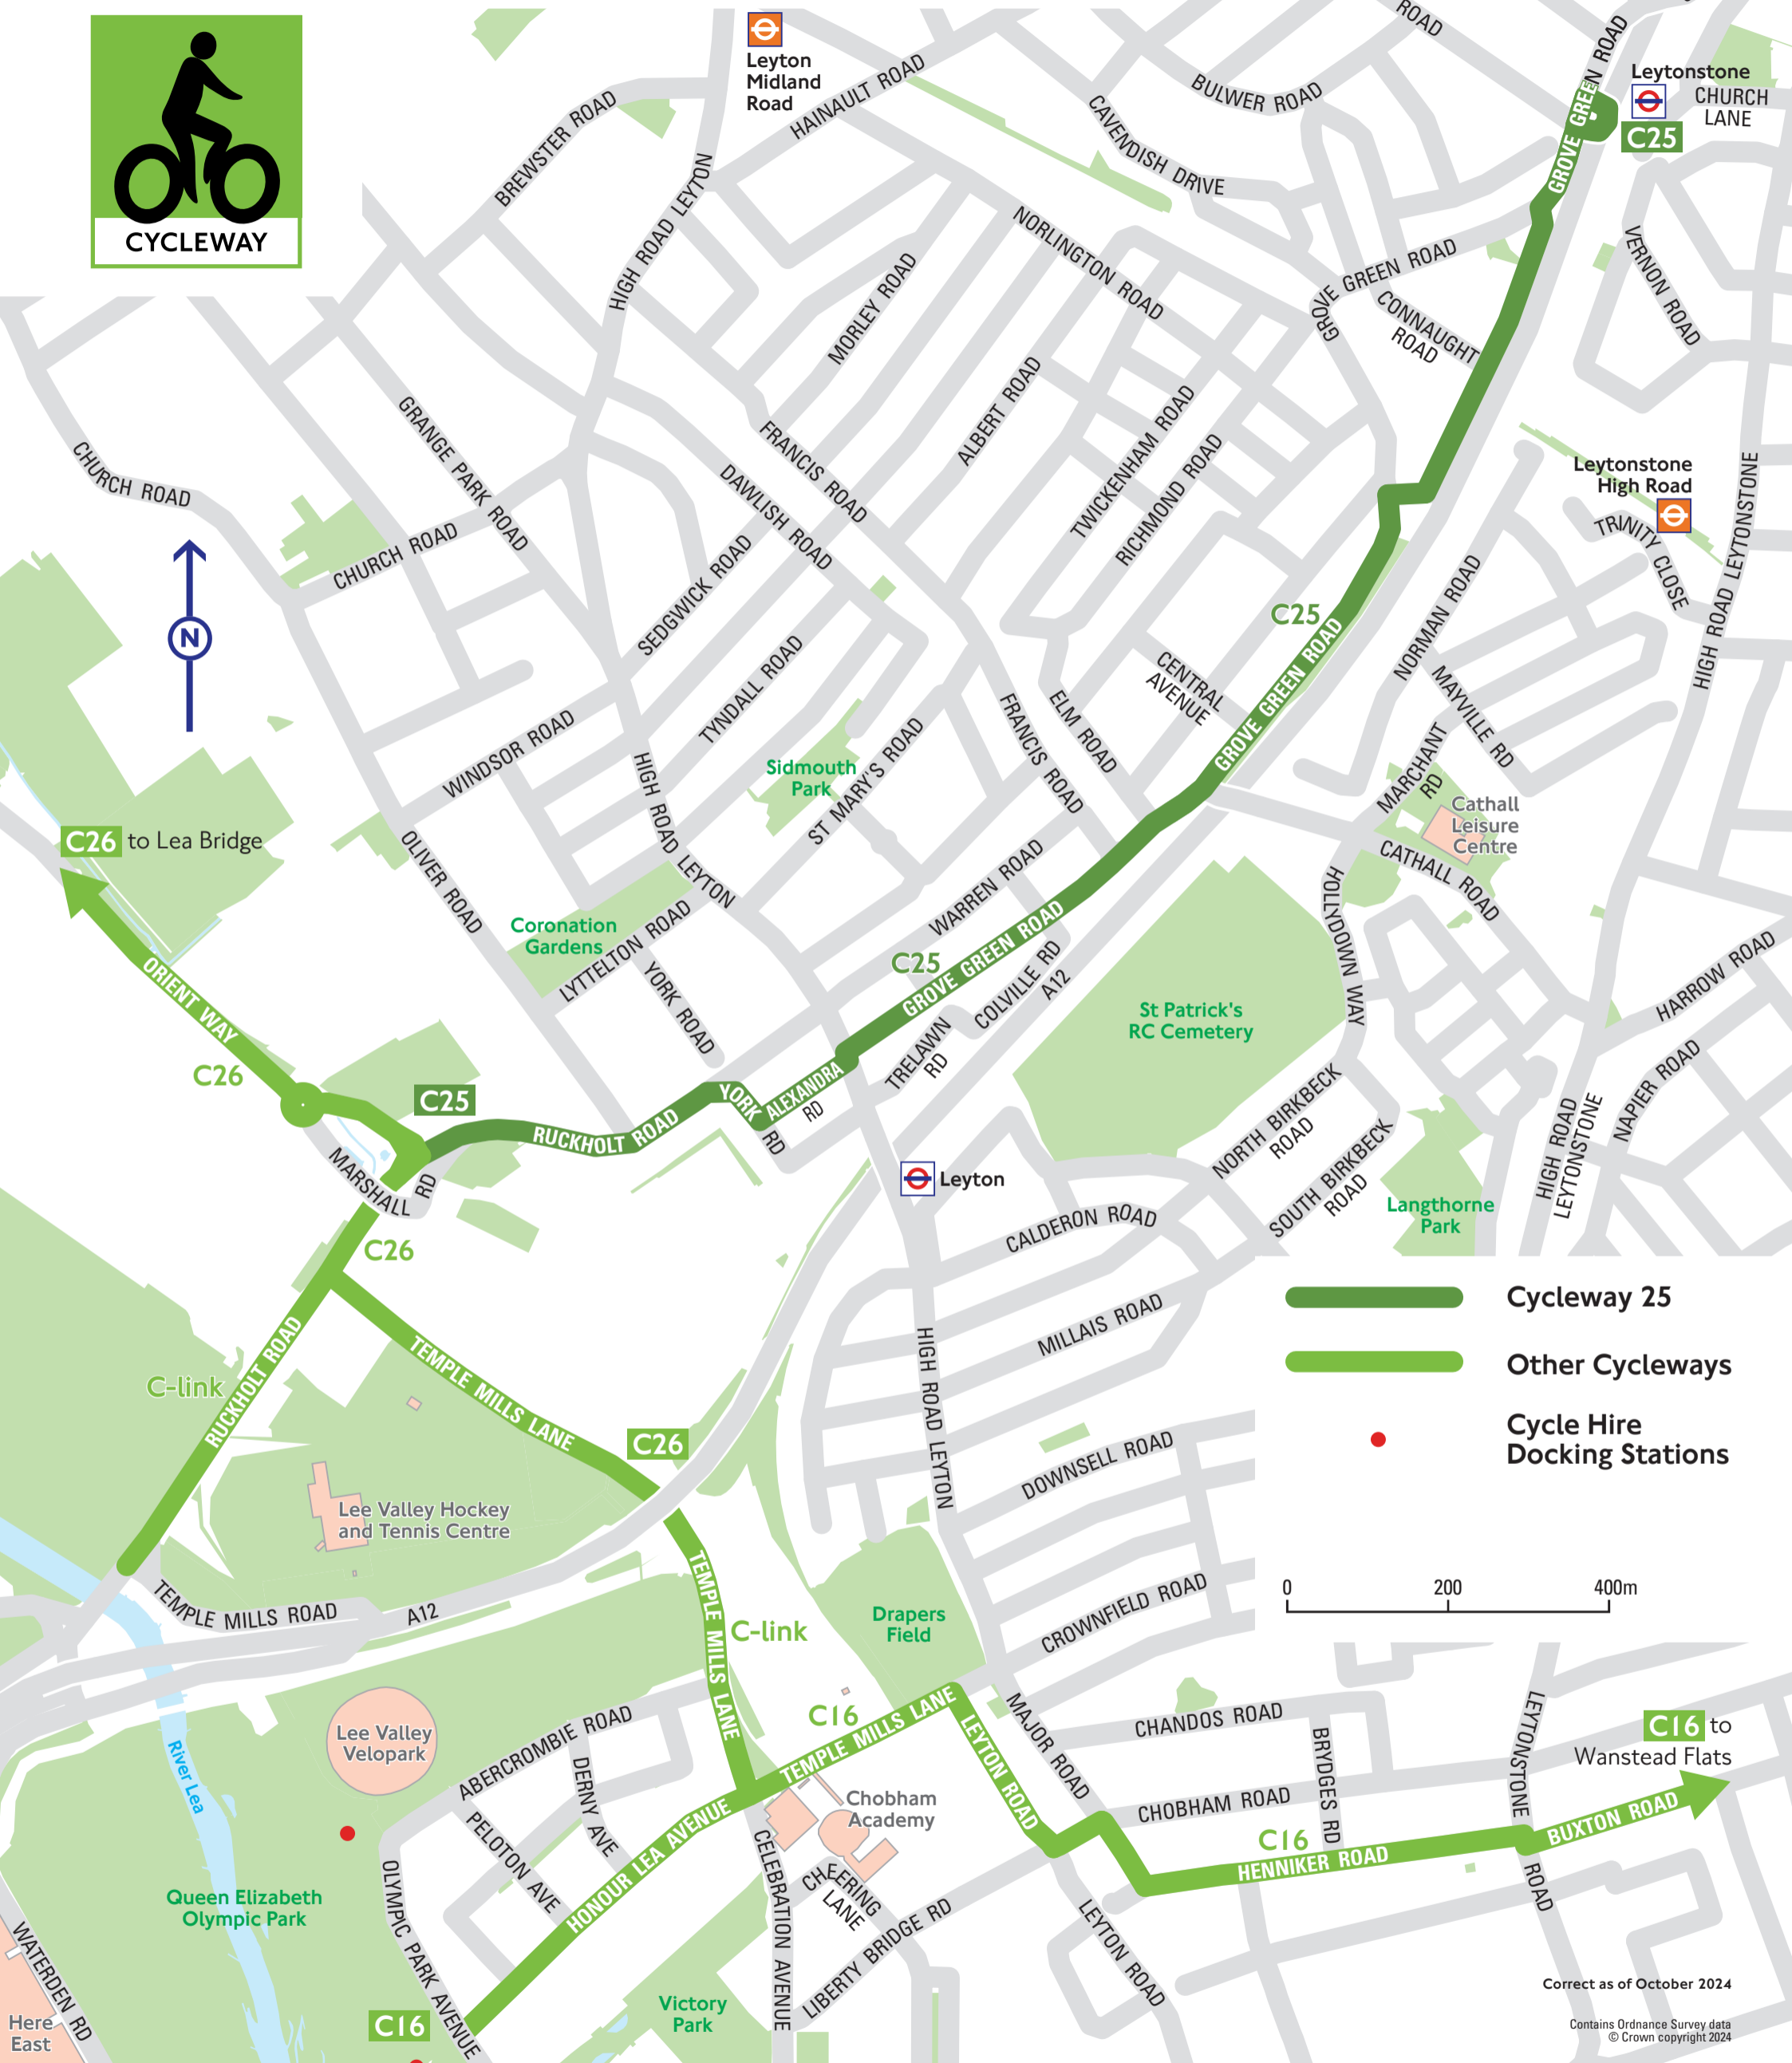 CYCLEWAY
Leyton
Midland
Road
HAINAULT ROAD
BREWSTER ROAD
HIGH ROAD LEYTON
ROAD
BULWER ROAD
CAVENDISH DRIVE
GROVE GREEN ROAD
Leytonstone
CHURCH
LANE
C25
VERNON ROAD
NORLINGTON ROAD
GROVE GREEN ROAD
CONNAUGHT
ROAD
MORLEY ROAD
ALBERT ROAD
TWICKENHAM ROAD
RICHMOND ROAD
GRANGE PARK ROAD
CHURCH ROAD
CHURCH ROAD
FRANCIS ROAD
DAWLISH ROAD
SEDGWICK ROAD
Leytonstone
High Road
TRINITY CLOSE
HIGH ROAD LEYTONSTONE
N
C25
NORMAN ROAD
MAYVILLE RD
CENTRAL
AVENUE
GROVE GREEN ROAD
TYNDALL ROAD
WINDSOR ROAD
ELM ROAD
FRANCIS ROAD
MARCHANT
RD
Sidmouth
Park
ST MARY'S ROAD
HIGH ROAD LEYTON
Cathall
Leisure
Centre
CATHALL ROAD
C26 to Lea Bridge
OLIVER ROAD
WARREN ROAD
HOLLYDOWN WAY
Coronation
Gardens
LYTTELTON ROAD
YORK ROAD
C25
GROVE GREEN ROAD
COLVILLE RD
A12
TRELAWN
RD
St Patrick's
RC Cemetery
HARROW ROAD
NAPIER ROAD
ORIENT WAY
C26
C25
RUCKHOLT ROAD
YORK
RD
ALEXANDRA
RD
MARSHALL
RD
Leyton
NORTH BIRKBECK
ROAD
SOUTH BIRKBECK
ROAD
Langthorne
Park
HIGH ROAD
LEYTONSTONE
C26
CALDERON ROAD
MILLAIS ROAD
HIGH ROAD LEYTON
Cycleway 25
Other Cycleways
Cycle Hire
Docking Stations
RUCKHOLT ROAD
C-link
TEMPLE MILLS LANE
C26
DOWNSELL ROAD
Lee Valley Hockey
and Tennis Centre
0 200 400m
TEMPLE MILLS ROAD
A12
TEMPLE MILLS LANE
C-link
Drapers
Field
CROWNFIELD ROAD
Lee Valley
Velopark
ABERCROMBIE ROAD
DERNY AVE
PELOTON AVE
C16
TEMPLE MILLS LANE
LEYTON ROAD
MAJOR ROAD
CHANDOS ROAD
BRYDGES RD
LEYTONSTONE
ROAD
C16 to
Wanstead Flats
CHOBHAM ROAD
C16
HENNIKER ROAD
BUXTON ROAD
River Lea
Chobham
Academy
HONOUR LEA AVENUE
CELEBRATION AVENUE
CHEERING
LANE
LIBERTY BRIDGE RD
LEYTON ROAD
Queen Elizabeth
Olympic Park
OLYMPIC PARK AVENUE
WATERDEN RD
Here
East
C16
Victory
Park
Correct as of October 2024
Contains Ordnance Survey data
© Crown copyright 2024